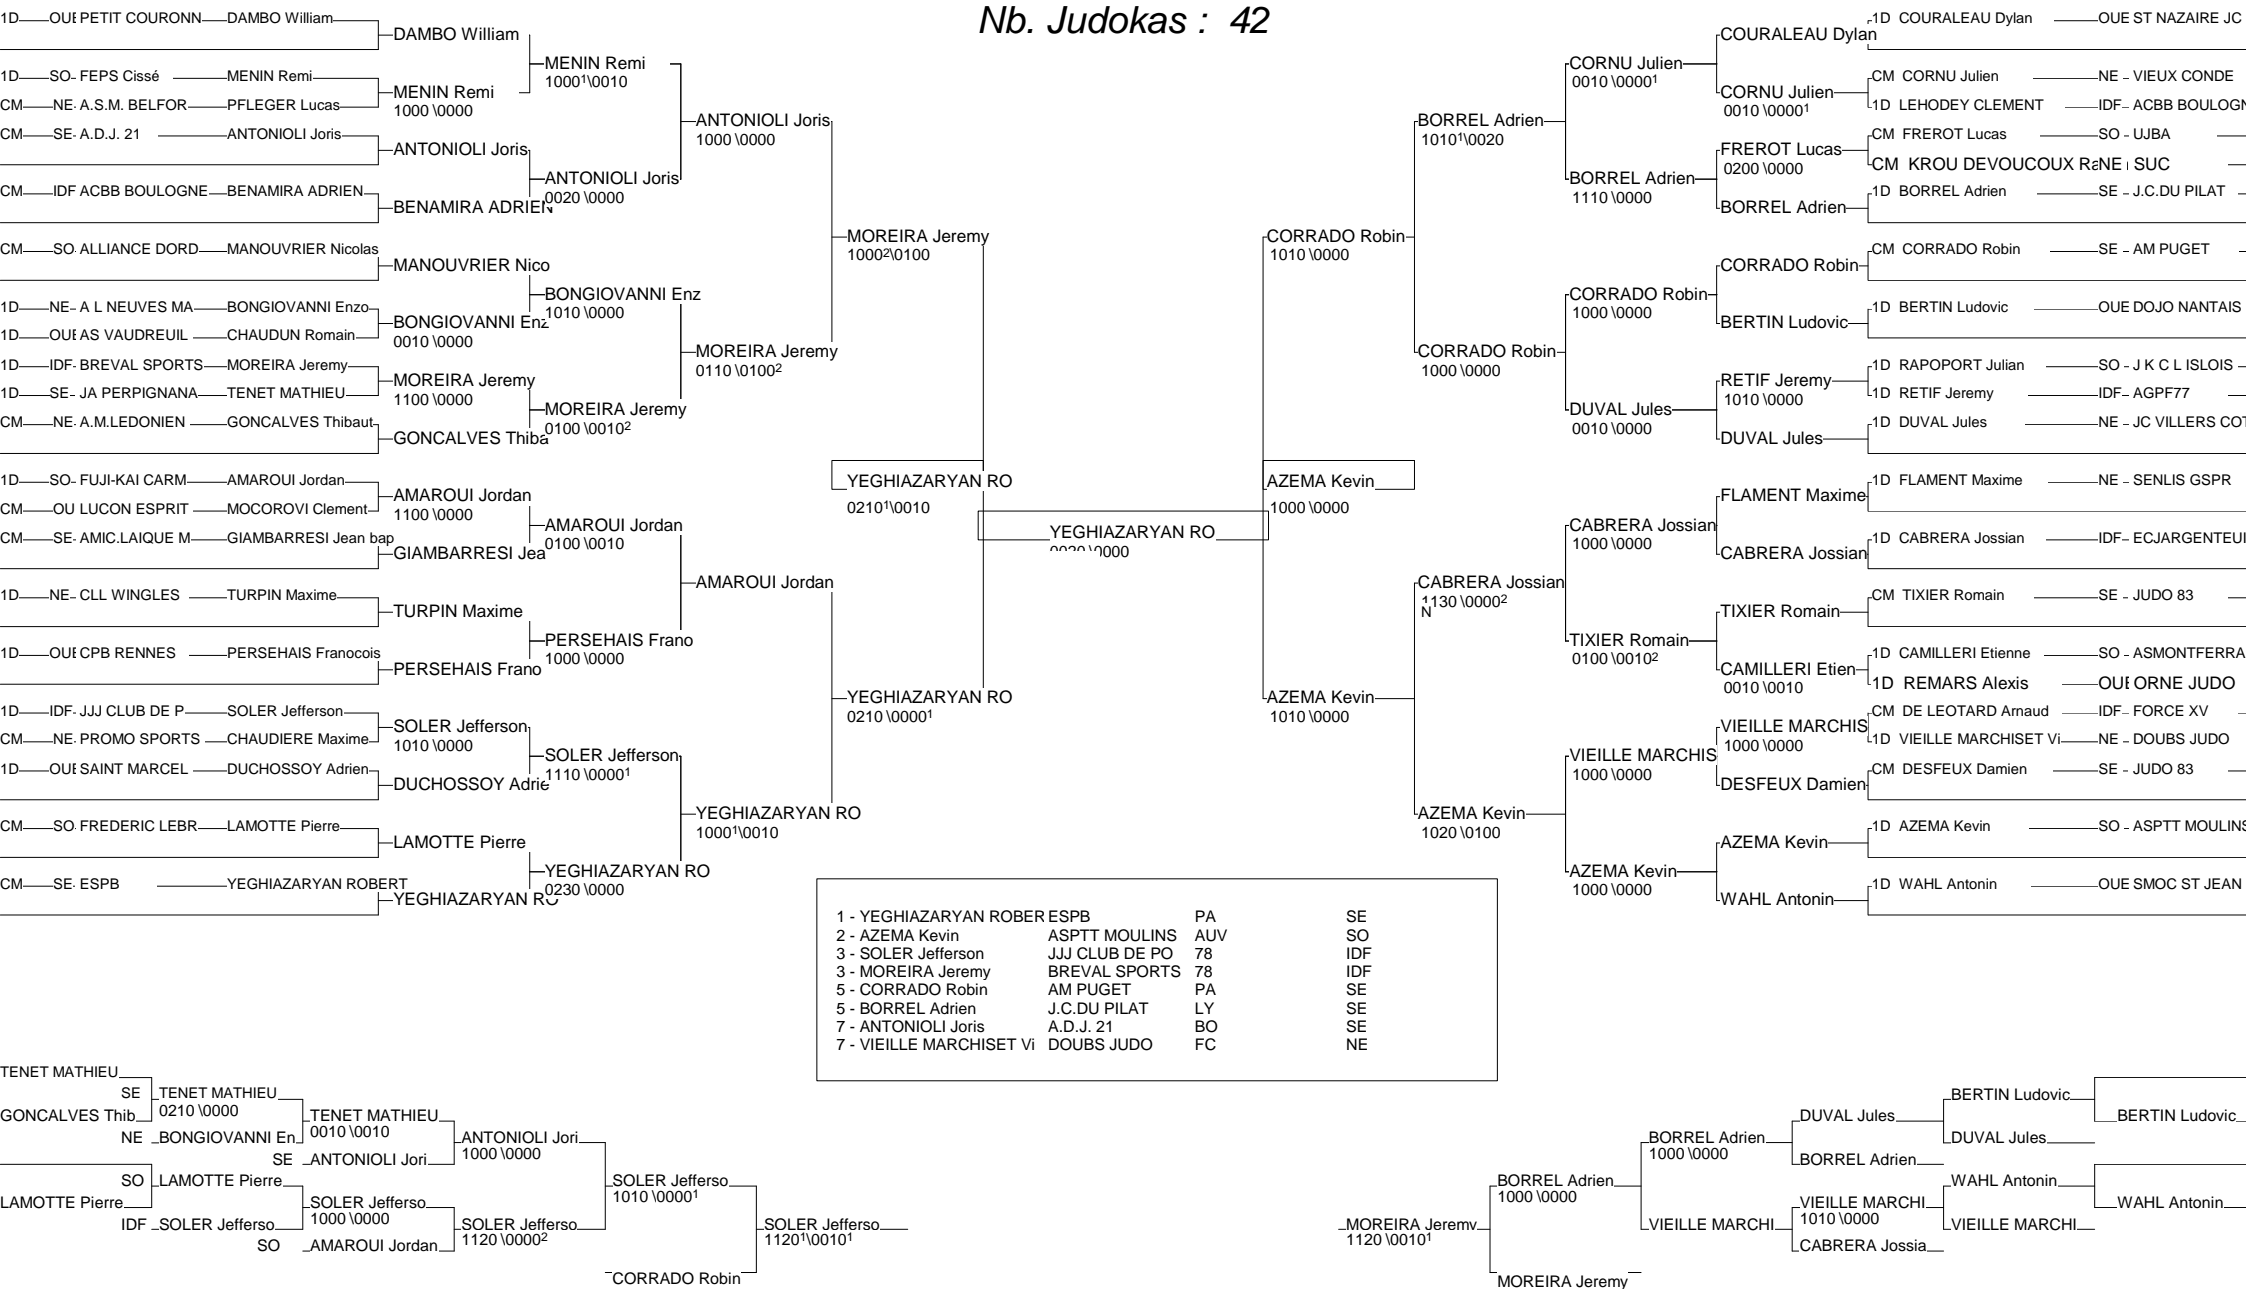 Nb. Judokas : 42
1D OUE PETIT COURONN DAMBO William
1D SO FEPS Cissé MENIN Remi
CM NE A.S.M. BELFOR PFLEGER Lucas
CM SE A.D.J. 21 ANTONIOLI Joris
CM IDF ACBB BOULOGNE BENAMIRA ADRIEN
CM SO ALLIANCE DORD MANOUVRIER Nicolas
1D NE A L NEUVES MA BONGIOVANNI Enzo
1D OUE AS VAUDREUIL CHAUDUN Romain
1D IDF BREVAL SPORTS MOREIRA Jeremy
1D SE JA PERPIGNANA TENET MATHIEU
CM NE A.M.LEDONIEN GONCALVES Thibaut
1D SO FUJI-KAI CARM AMAROUI Jordan
CM OU LUCON ESPRIT MOCOROVI Clement
CM SE AMIC.LAIQUE M GIAMBARRESI Jean bap
1D NE CLL WINGLES TURPIN Maxime
1D OUE CPB RENNES PERSEHAIS Franocois
1D IDF JJJ CLUB DE P SOLER Jefferson
CM NE PROMO SPORTS CHAUDIERE Maxime
1D OUE SAINT MARCEL DUCHOSSOY Adrien
CM SO FREDERIC LEBR LAMOTTE Pierre
CM SE ESPB YEGHIAZARYAN ROBERT
DAMBO William
MENIN Remi
1000 \0000
ANTONIOLI Joris
BENAMIRA ADRIEN
MANOUVRIER Nico
BONGIOVANNI Enz
0010 \0000
MOREIRA Jeremy
1100 \0000
GONCALVES Thiba
AMAROUI Jordan
1100 \0000
GIAMBARRESI Jea
TURPIN Maxime
PERSEHAIS Frano
SOLER Jefferson
1010 \0000
DUCHOSSOY Adrie
LAMOTTE Pierre
YEGHIAZARYAN RO
MENIN Remi
1000¹\0010
ANTONIOLI Joris
0020 \0000
BONGIOVANNI Enz
1010 \0000
MOREIRA Jeremy
0100 \0010²
AMAROUI Jordan
0100 \0010
PERSEHAIS Frano
1000 \0000
SOLER Jefferson
1110 \0000¹
YEGHIAZARYAN RO
0230 \0000
ANTONIOLI Joris
1000 \0000
MOREIRA Jeremy
0110 \0100²
AMAROUI Jordan
YEGHIAZARYAN RO
1000¹\0010
MOREIRA Jeremy
1000²\0100
YEGHIAZARYAN RO
0210 \0000¹
YEGHIAZARYAN RO
0210¹\0010
YEGHIAZARYAN RO
0020 \0000
AZEMA Kevin
1000 \0000
CORRADO Robin
1010 \0000
AZEMA Kevin
1010 \0000
BORREL Adrien
1010¹\0020
CORRADO Robin
1000 \0000
CABRERA Jossian
1130 \0000²
N
AZEMA Kevin
1020 \0100
CORNU Julien
0010 \0000¹
BORREL Adrien
1110 \0000
CORRADO Robin
1000 \0000
DUVAL Jules
0010 \0000
CABRERA Jossian
1000 \0000
TIXIER Romain
0100 \0010²
VIEILLE MARCHIS
1000 \0000
AZEMA Kevin
1000 \0000
COURALEAU Dylan
CORNU Julien
0010 \0000¹
FREROT Lucas
0200 \0000
BORREL Adrien
CORRADO Robin
BERTIN Ludovic
RETIF Jeremy
1010 \0000
DUVAL Jules
FLAMENT Maxime
CABRERA Jossian
TIXIER Romain
CAMILLERI Etien
0010 \0010
VIEILLE MARCHIS
1000 \0000
DESFEUX Damien
AZEMA Kevin
WAHL Antonin
1D COURALEAU Dylan OUE ST NAZAIRE JC
CM CORNU Julien NE VIEUX CONDE
1D LEHODEY CLEMENT IDF ACBB BOULOGN
CM FREROT Lucas SO UJBA
CM KROU DEVOUCOUX Ra NE SUC
1D BORREL Adrien SE J.C.DU PILAT
CM CORRADO Robin SE AM PUGET
1D BERTIN Ludovic OUE DOJO NANTAIS
1D RAPOPORT Julian SO J K C L ISLOIS
1D RETIF Jeremy IDF AGPF77
1D DUVAL Jules NE JC VILLERS COT
1D FLAMENT Maxime NE SENLIS GSPR
1D CABRERA Jossian IDF ECJARGENTEUI
CM TIXIER Romain SE JUDO 83
1D CAMILLERI Etienne SO ASMONTFERRA
1D REMARS Alexis OUE ORNE JUDO
CM DE LEOTARD Arnaud IDF FORCE XV
1D VIEILLE MARCHISET Vi NE DOUBS JUDO
CM DESFEUX Damien SE JUDO 83
1D AZEMA Kevin SO ASPTT MOULINS
1D WAHL Antonin OUE SMOC ST JEAN
1 - YEGHIAZARYAN ROBER ESPB PA SE
2 - AZEMA Kevin ASPTT MOULINS AUV SO
3 - SOLER Jefferson JJJ CLUB DE PO 78 IDF
3 - MOREIRA Jeremy BREVAL SPORTS 78 IDF
5 - CORRADO Robin AM PUGET PA SE
5 - BORREL Adrien J.C.DU PILAT LY SE
7 - ANTONIOLI Joris A.D.J. 21 BO SE
7 - VIEILLE MARCHISET Vi DOUBS JUDO FC NE
TENET MATHIEU
GONCALVES Thib
LAMOTTE Pierre
SE TENET MATHIEU
0210 \0000
NE BONGIOVANNI En
SO LAMOTTE Pierre
IDF SOLER Jefferso
TENET MATHIEU
0010 \0010
SE ANTONIOLI Jori
SOLER Jefferso
1000 \0000
SO AMAROUI Jordan
ANTONIOLI Jori
1000 \0000
SOLER Jefferso
1120 \0000²
SOLER Jefferso
1010 \0000¹
CORRADO Robin
SOLER Jefferso
1120¹\0010¹
MOREIRA Jeremy
1120 \0010¹
BORREL Adrien
1000 \0000
MOREIRA Jeremy
BORREL Adrien
1000 \0000
VIEILLE MARCHI
DUVAL Jules
BORREL Adrien
VIEILLE MARCHI
1010 \0000
CABRERA Jossia
BERTIN Ludovic
DUVAL Jules
WAHL Antonin
VIEILLE MARCHI
BERTIN Ludovic
WAHL Antonin